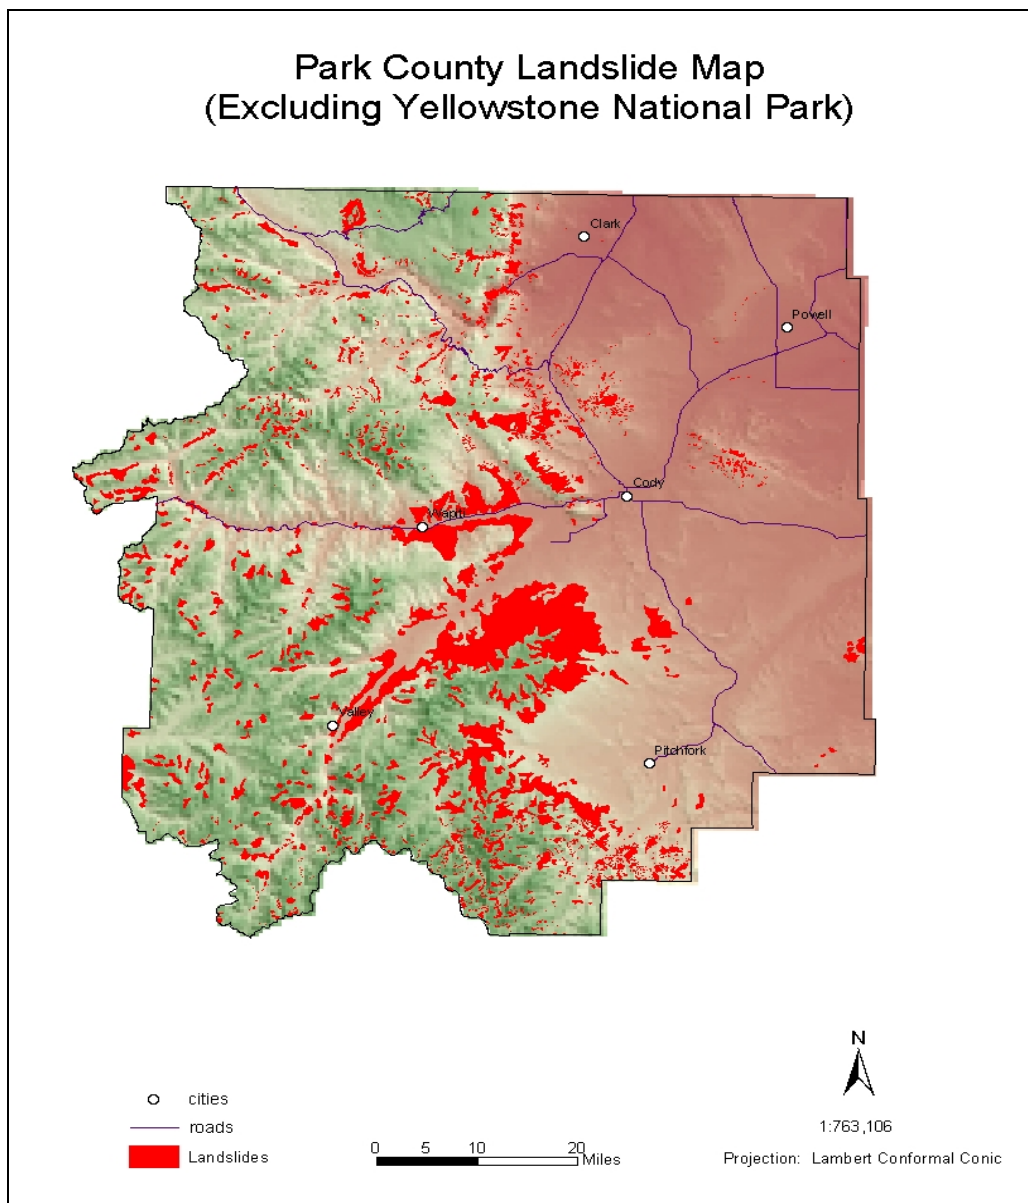 Park County Landslide Map
(Excluding Yellowstone National Park)
Clark
Powell
Cody
Wapiti
Valley
Pitchfork
N
cities
roads
Landslides
0 5 10 20
Miles
1:763,106
Projection: Lambert Conformal Conic